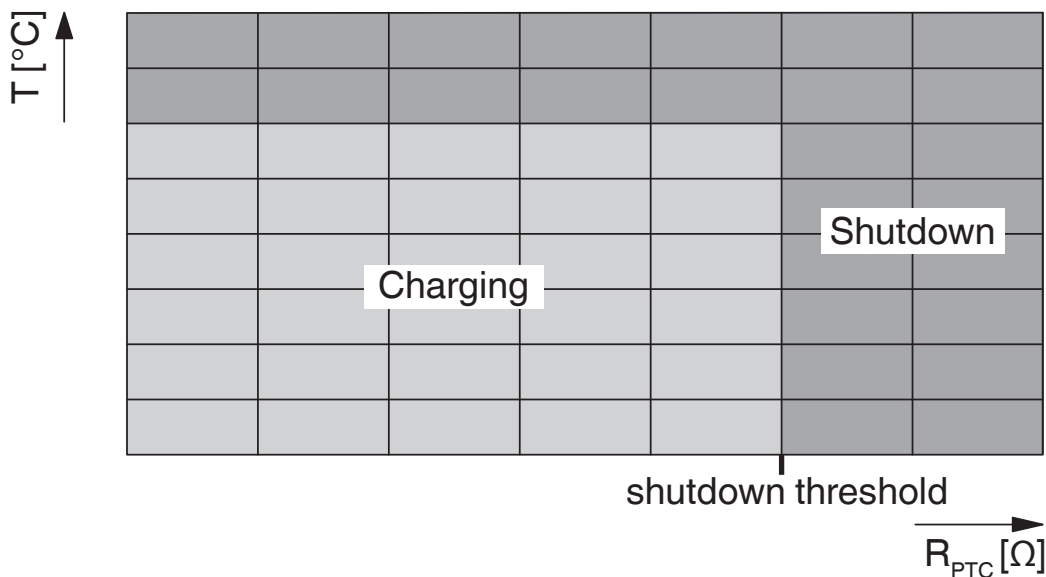 T [°C]
Shutdown
Charging
shutdown threshold
R_PTC [Ω]